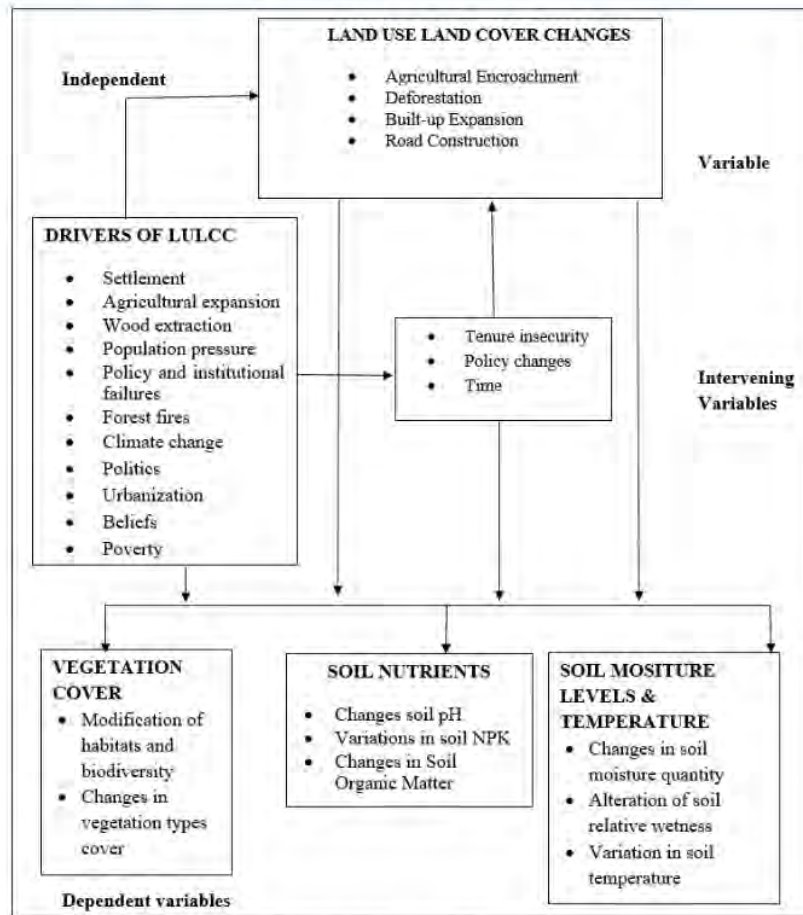 LAND USE LAND COVER CHANGES
Independent
• Agricultural Encroachment
• Deforestation
• Built-up Expansion
• Road Construction
Variable
DRIVERS OF LULCC
• Settlement
• Agricultural expansion
• Wood extraction
• Population pressure
• Policy and institutional
failures
• Forest fires
• Climate change
• Politics
• Urbanization
• Beliefs
• Poverty
• Tenure insecurity
• Policy changes
• Time
Intervening
Variables
VEGETATION
COVER
• Modification of
habitats and
biodiversity
• Changes in
vegetation types
cover
SOIL NUTRIENTS
• Changes soil pH
• Variations in soil NPK
• Changes in Soil
Organic Matter
SOIL MOSITURE
LEVELS &
TEMPERATURE
• Changes in soil
moisture quantity
• Alteration of soil
relative wetness
• Variation in soil
temperature
Dependent variables